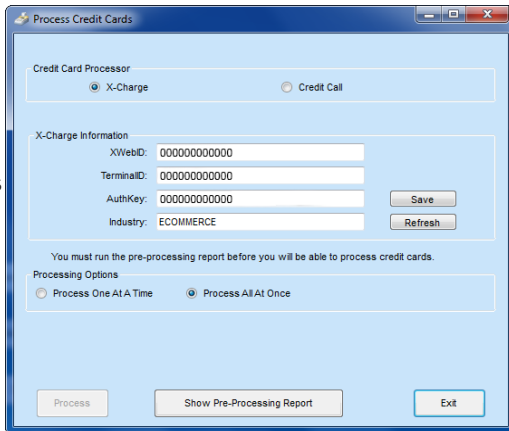 Process Credit Cards
Credit Card Processor
X-Charge Credit Call
X-Charge Information
XWebID: 000000000000
TerminalID: 000000000000
AuthKey: 000000000000 Save
Industry: ECOMMERCE Refresh
You must run the pre-processing report before you will be able to process credit cards.
Processing Options
Process One At A Time Process All At Once
Process Show Pre-Processing Report Exit